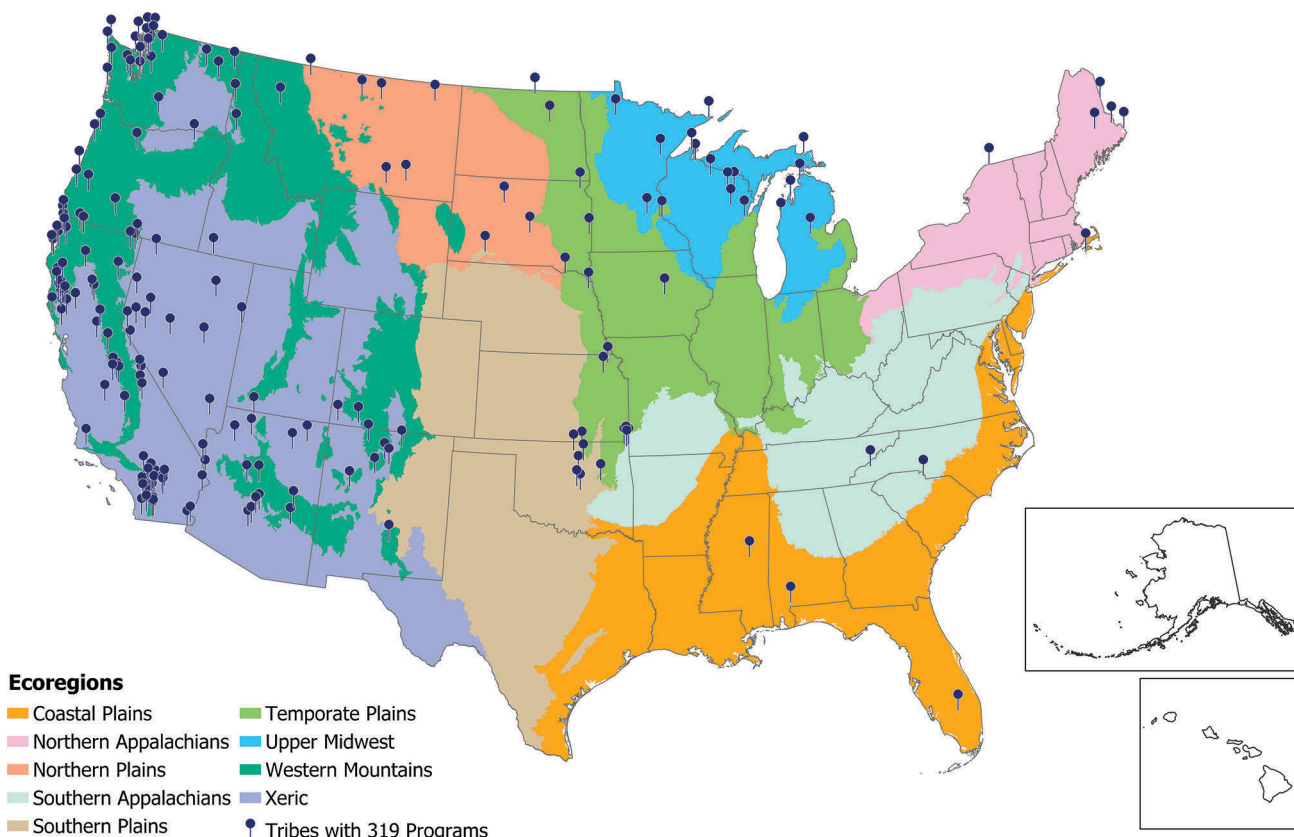 Ecoregions
Coastal Plains
Northern Appalachians
Northern Plains
Southern Appalachians
Southern Plains
Temporate Plains
Upper Midwest
Western Mountains
Xeric
Tribes with 319 Programs